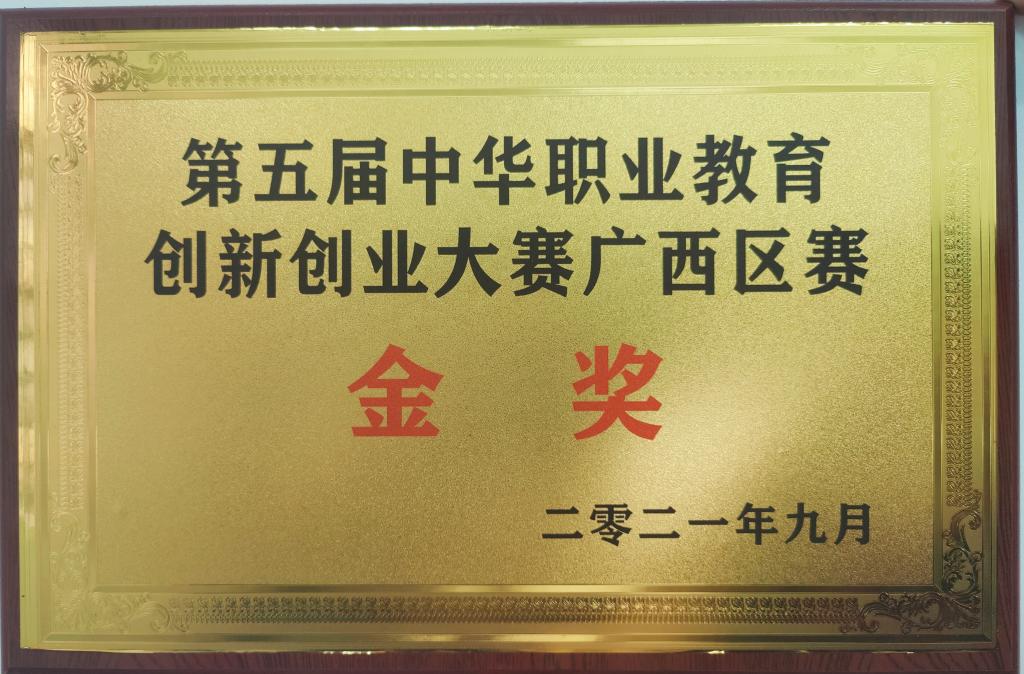 第五届中华职业教育
创新创业大赛广西区赛
金奖
二零二一年九月